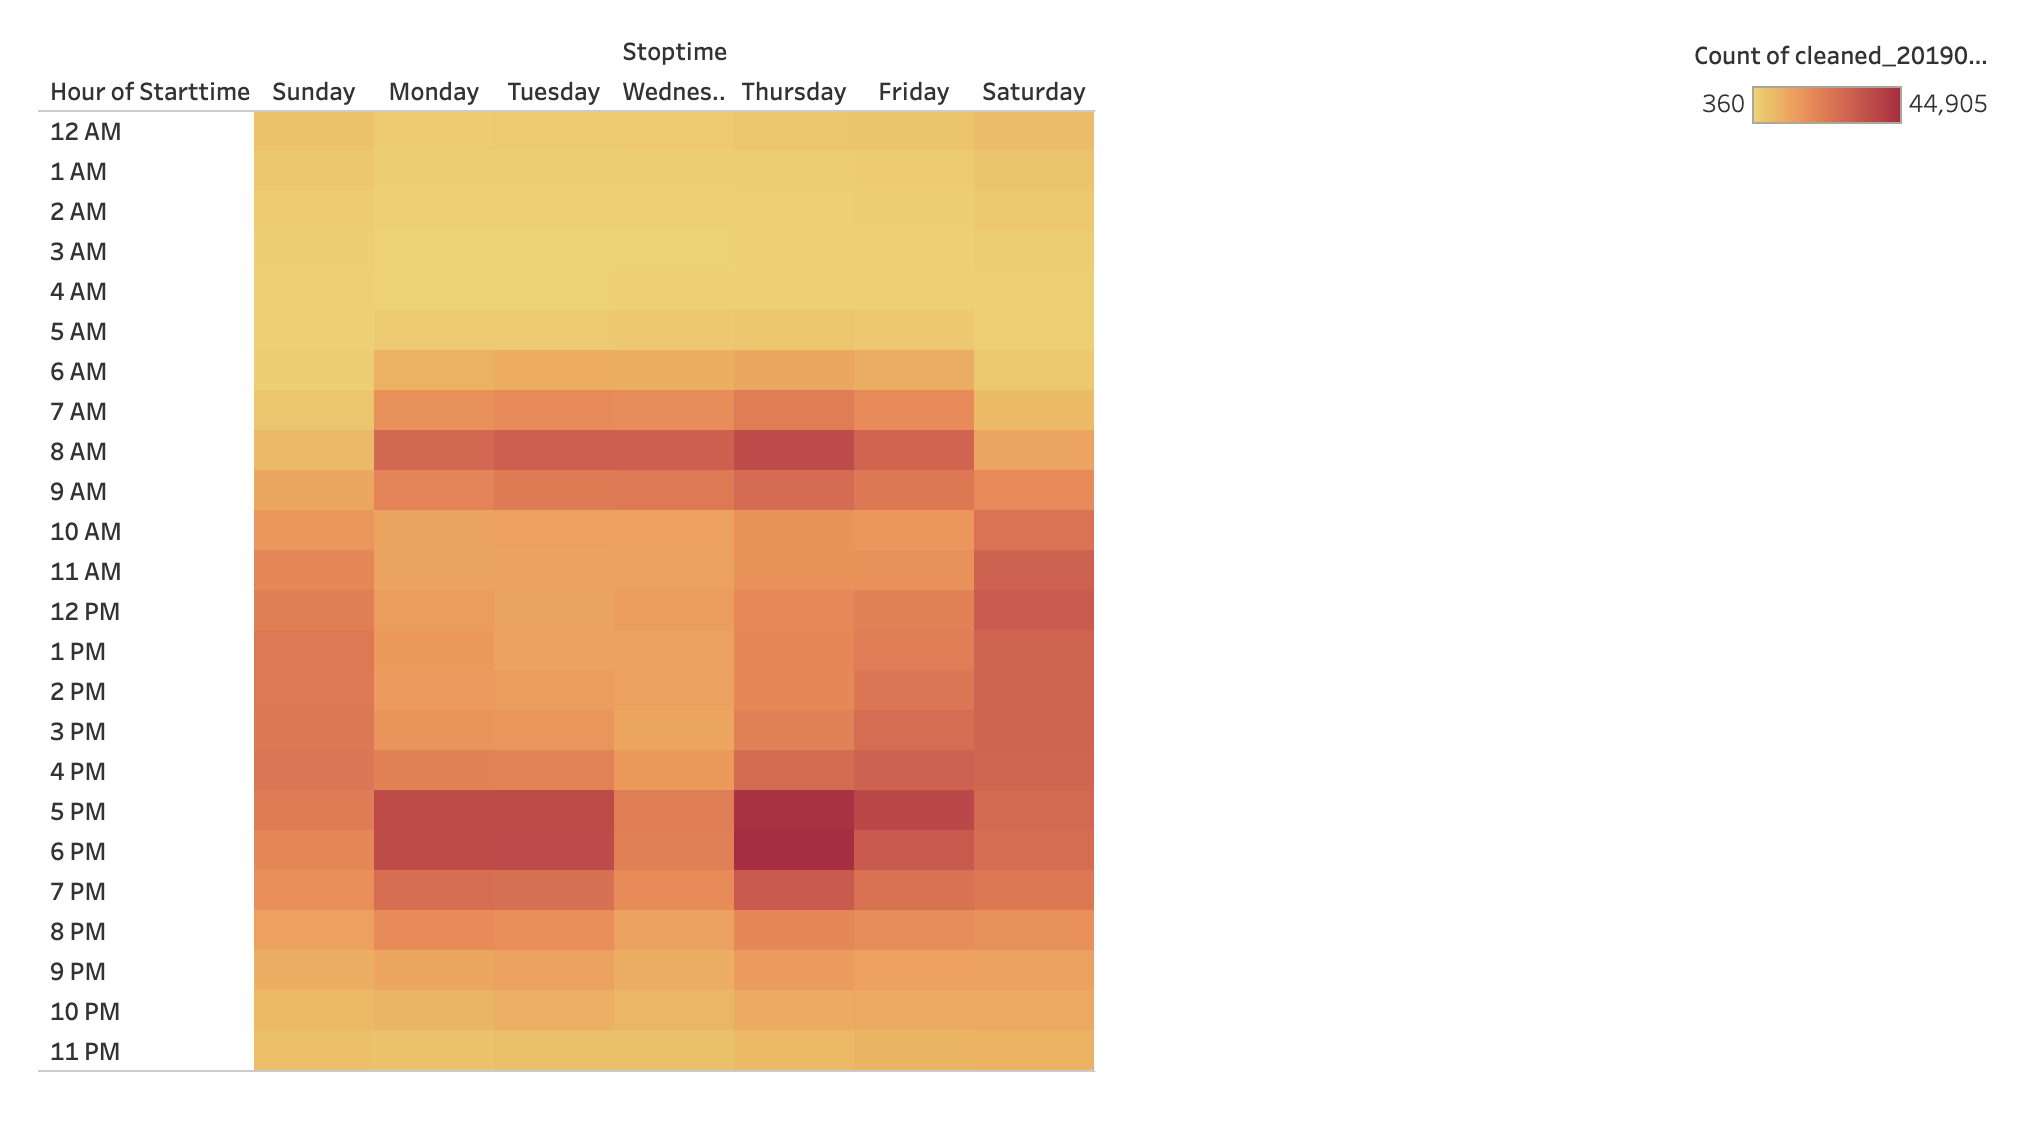 Stoptime
Count of cleaned_20190...
Hour of Starttime Sunday Monday Tuesday Wednes.. Thursday Friday Saturday
360 44,905
12 AM
1 AM
2 AM
3 AM
4 AM
5 AM
6 AM
7 AM
8 AM
9 AM
10 AM
11 AM
12 PM
1 PM
2 PM
3 PM
4 PM
5 PM
6 PM
7 PM
8 PM
9 PM
10 PM
11 PM